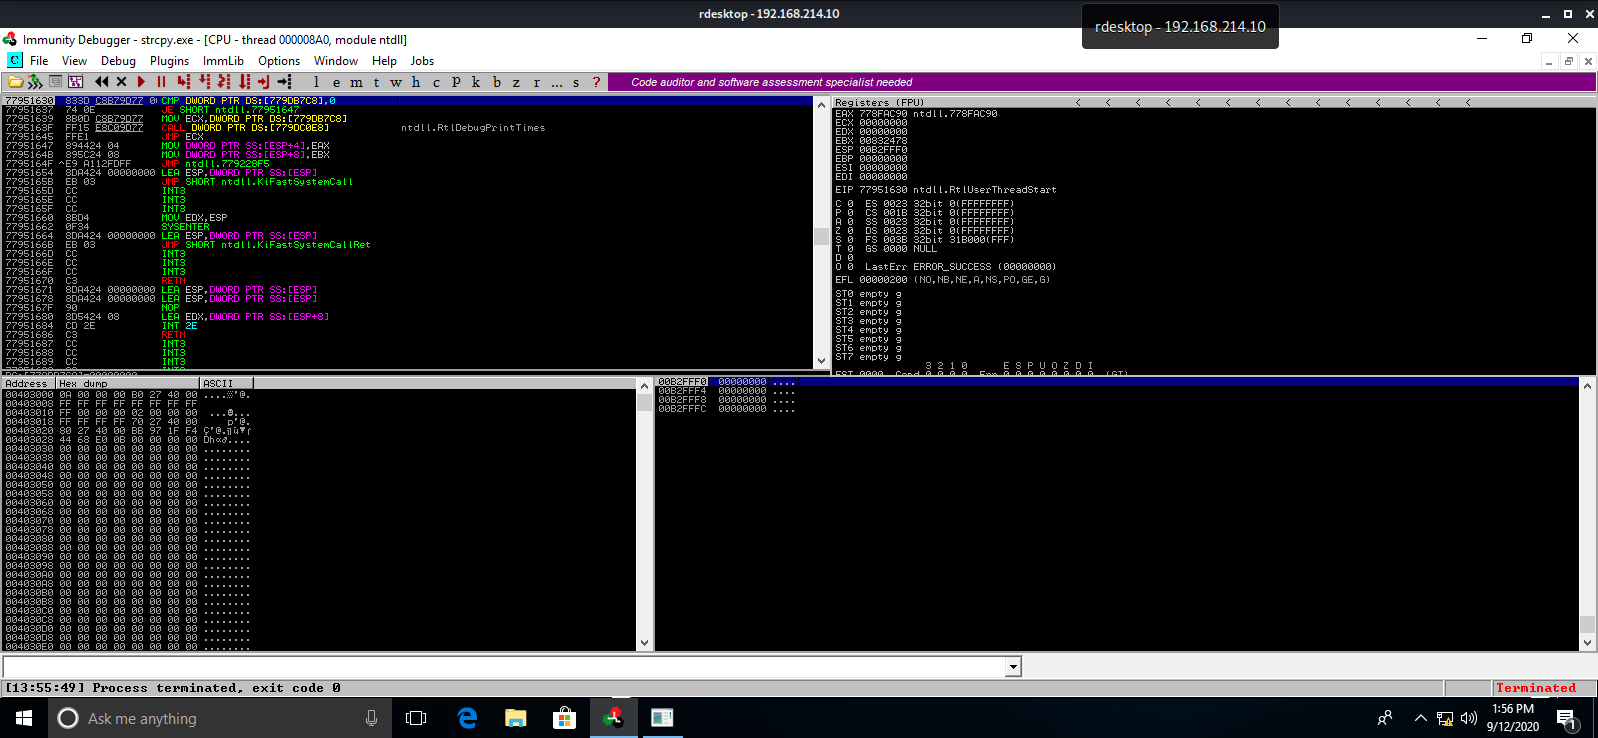 rdesktop - 192.168.214.10
rdesktop - 192.168.214.10
Immunity Debugger - strcpy.exe - [CPU - thread 000008A0, module ntdll]
File View Debug Plugins ImmLib Options Window Help Jobs
l e m t w h c P k b z r ... s ?
Code auditor and software assessment specialist needed
77951630 833D C8B79D77 00 CMP DWORD PTR DS:[779DB7C8],0
77951637 74 0E JE SHORT ntdll.77951647
77951639 8B0D C8B79D77 MOV ECX,DWORD PTR DS:[779DB7C8]
7795163F FF15 E8C09D77 CALL DWORD PTR DS:[779DC0E8] ntdll.RtlDebugPrintTimes
77951645 FFE1 JMP ECX
77951647 894424 04 MOV DWORD PTR SS:[ESP+4],EAX
7795164B 895C24 08 MOV DWORD PTR SS:[ESP+8],EBX
7795164F ^E9 A112FDFF JMP ntdll.779228F5
77951654 8DA424 00000000 LEA ESP,DWORD PTR SS:[ESP]
7795165B EB 03 JMP SHORT ntdll.KiFastSystemCall
7795165D CC INT3
7795165E CC INT3
7795165F CC INT3
77951660 8BD4 MOV EDX,ESP
77951662 0F34 SYSENTER
77951664 8DA424 00000000 LEA ESP,DWORD PTR SS:[ESP]
7795166B EB 03 JMP SHORT ntdll.KiFastSystemCallRet
7795166D CC INT3
7795166E CC INT3
7795166F CC INT3
77951670 C3 RETN
77951671 8DA424 00000000 LEA ESP,DWORD PTR SS:[ESP]
77951678 8DA424 00000000 LEA ESP,DWORD PTR SS:[ESP]
7795167F 90 NOP
77951680 8D5424 08 LEA EDX,DWORD PTR SS:[ESP+8]
77951684 CD 2E INT 2E
77951686 C3 RETN
77951687 CC INT3
77951688 CC INT3
77951689 CC INT3
Registers (FPU) < < < < < < < < < < < < < <
EAX 778FAC90 ntdll.778FAC90
ECX 00000000
EDX 00000000
EBX 00832478
ESP 00B2FFF0
EBP 00000000
ESI 00000000
EDI 00000000
EIP 77951630 ntdll.RtlUserThreadStart
C 0 ES 0023 32bit 0(FFFFFFFF)
P 0 CS 001B 32bit 0(FFFFFFFF)
A 0 SS 0023 32bit 0(FFFFFFFF)
Z 0 DS 0023 32bit 0(FFFFFFFF)
S 0 FS 003B 32bit 31B000(FFF)
T 0 GS 0000 NULL
D 0
O 0 LastErr ERROR_SUCCESS (00000000)
EFL 00000200 (NO,NB,NE,A,NS,PO,GE,G)
ST0 empty g
ST1 empty g
ST2 empty g
ST3 empty g
ST4 empty g
ST5 empty g
ST6 empty g
ST7 empty g
3 2 1 0 E S P U O Z D I
Address Hex dump ASCII
00403000 0A 00 00 00 B0 27 40 00
00403008 FF FF FF FF FF FF FF FF
00403010 FF 00 00 00 02 00 00 00
00403018 FF FF FF FF 70 27 40 00 p'@.
00403020 80 27 40 00 BB 97 1F F4
00403028 44 68 E0 0B 00 00 00 00
00403030 00 00 00 00 00 00 00 00 ........
00403038 00 00 00 00 00 00 00 00 ........
00403040 00 00 00 00 00 00 00 00 ........
00403048 00 00 00 00 00 00 00 00 ........
00403050 00 00 00 00 00 00 00 00 ........
00403058 00 00 00 00 00 00 00 00 ........
00403060 00 00 00 00 00 00 00 00 ........
00403068 00 00 00 00 00 00 00 00 ........
00403070 00 00 00 00 00 00 00 00 ........
00403078 00 00 00 00 00 00 00 00 ........
00403080 00 00 00 00 00 00 00 00 ........
00403088 00 00 00 00 00 00 00 00 ........
00403090 00 00 00 00 00 00 00 00 ........
00403098 00 00 00 00 00 00 00 00 ........
004030A0 00 00 00 00 00 00 00 00 ........
004030A8 00 00 00 00 00 00 00 00 ........
004030B0 00 00 00 00 00 00 00 00 ........
004030B8 00 00 00 00 00 00 00 00 ........
004030C0 00 00 00 00 00 00 00 00 ........
004030C8 00 00 00 00 00 00 00 00 ........
004030D0 00 00 00 00 00 00 00 00 ........
004030D8 00 00 00 00 00 00 00 00 ........
004030E0 00 00 00 00 00 00 00 00 ........
00B2FFF0 00000000 ....
00B2FFF4 00000000 ....
00B2FFF8 00000000 ....
00B2FFFC 00000000 ....
[13:55:49] Process terminated, exit code 0
Terminated
Ask me anything
1:56 PM
9/12/2020
1